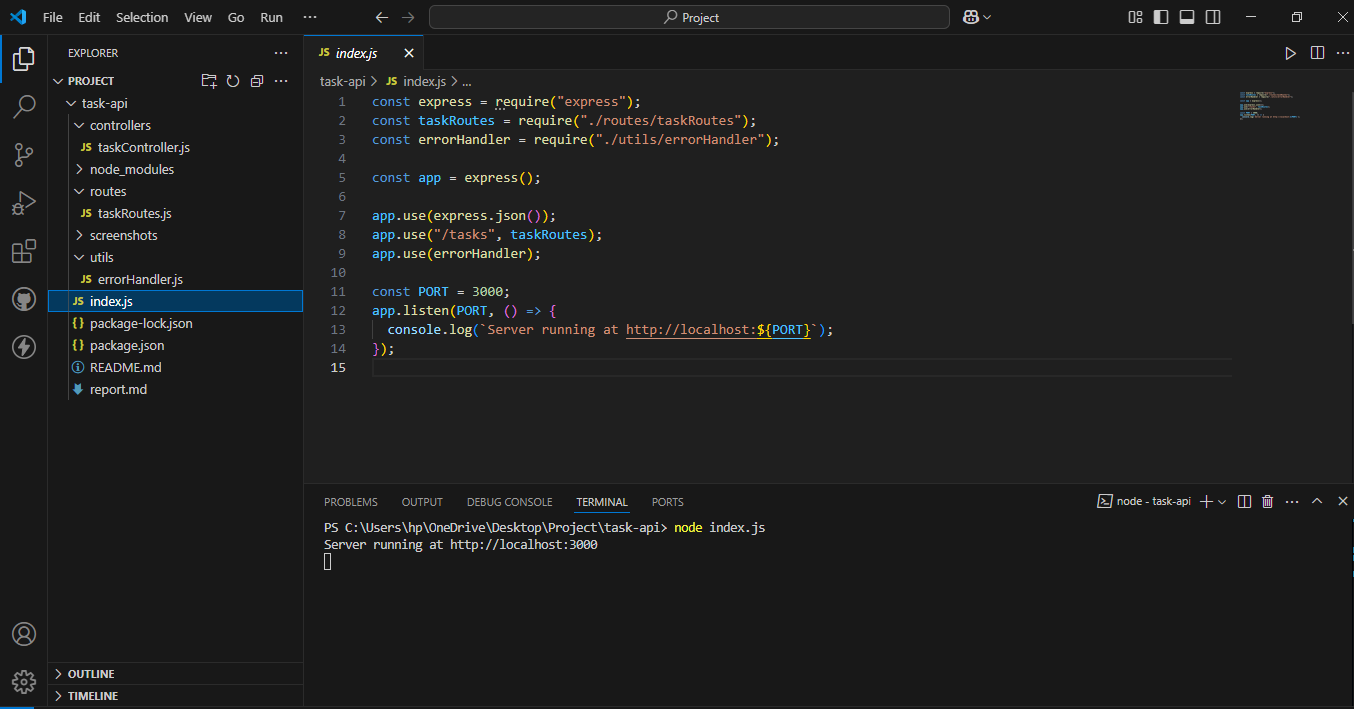 File Edit Selection View Go Run ···
Project
EXPLORER ···
PROJECT
task-api
controllers
JS taskController.js
node_modules
routes
JS taskRoutes.js
screenshots
utils
JS errorHandler.js
JS index.js
{} package-lock.json
{} package.json
README.md
report.md
OUTLINE
TIMELINE
JS index.js
task-api > JS index.js > ...
1 const express = require("express");
2 const taskRoutes = require("./routes/taskRoutes");
3 const errorHandler = require("./utils/errorHandler");
4
5 const app = express();
6
7 app.use(express.json());
8 app.use("/tasks", taskRoutes);
9 app.use(errorHandler);
10
11 const PORT = 3000;
12 app.listen(PORT, () => {
13 console.log(`Server running at http://localhost:${PORT}`);
14 });
15
PROBLEMS OUTPUT DEBUG CONSOLE TERMINAL PORTS
node - task-api
PS C:\Users\hp\OneDrive\Desktop\Project\task-api> node index.js
Server running at http://localhost:3000